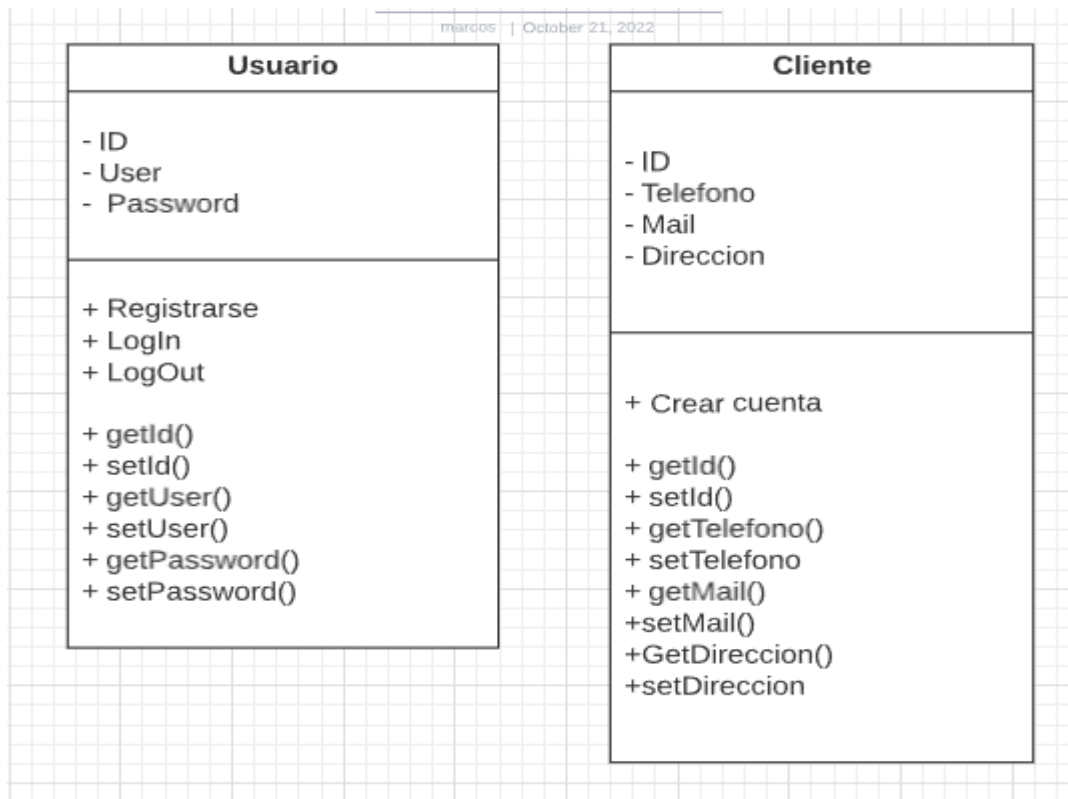 marcos | October 21, 2022
Usuario
- ID
- User
- Password
+ Registrarse
+ LogIn
+ LogOut
+ getId()
+ setId()
+ getUser()
+ setUser()
+ getPassword()
+ setPassword()
Cliente
- ID
- Telefono
- Mail
- Direccion
+ Crear cuenta
+ getId()
+ setId()
+ getTelefono()
+ setTelefono
+ getMail()
+setMail()
+GetDireccion()
+setDireccion